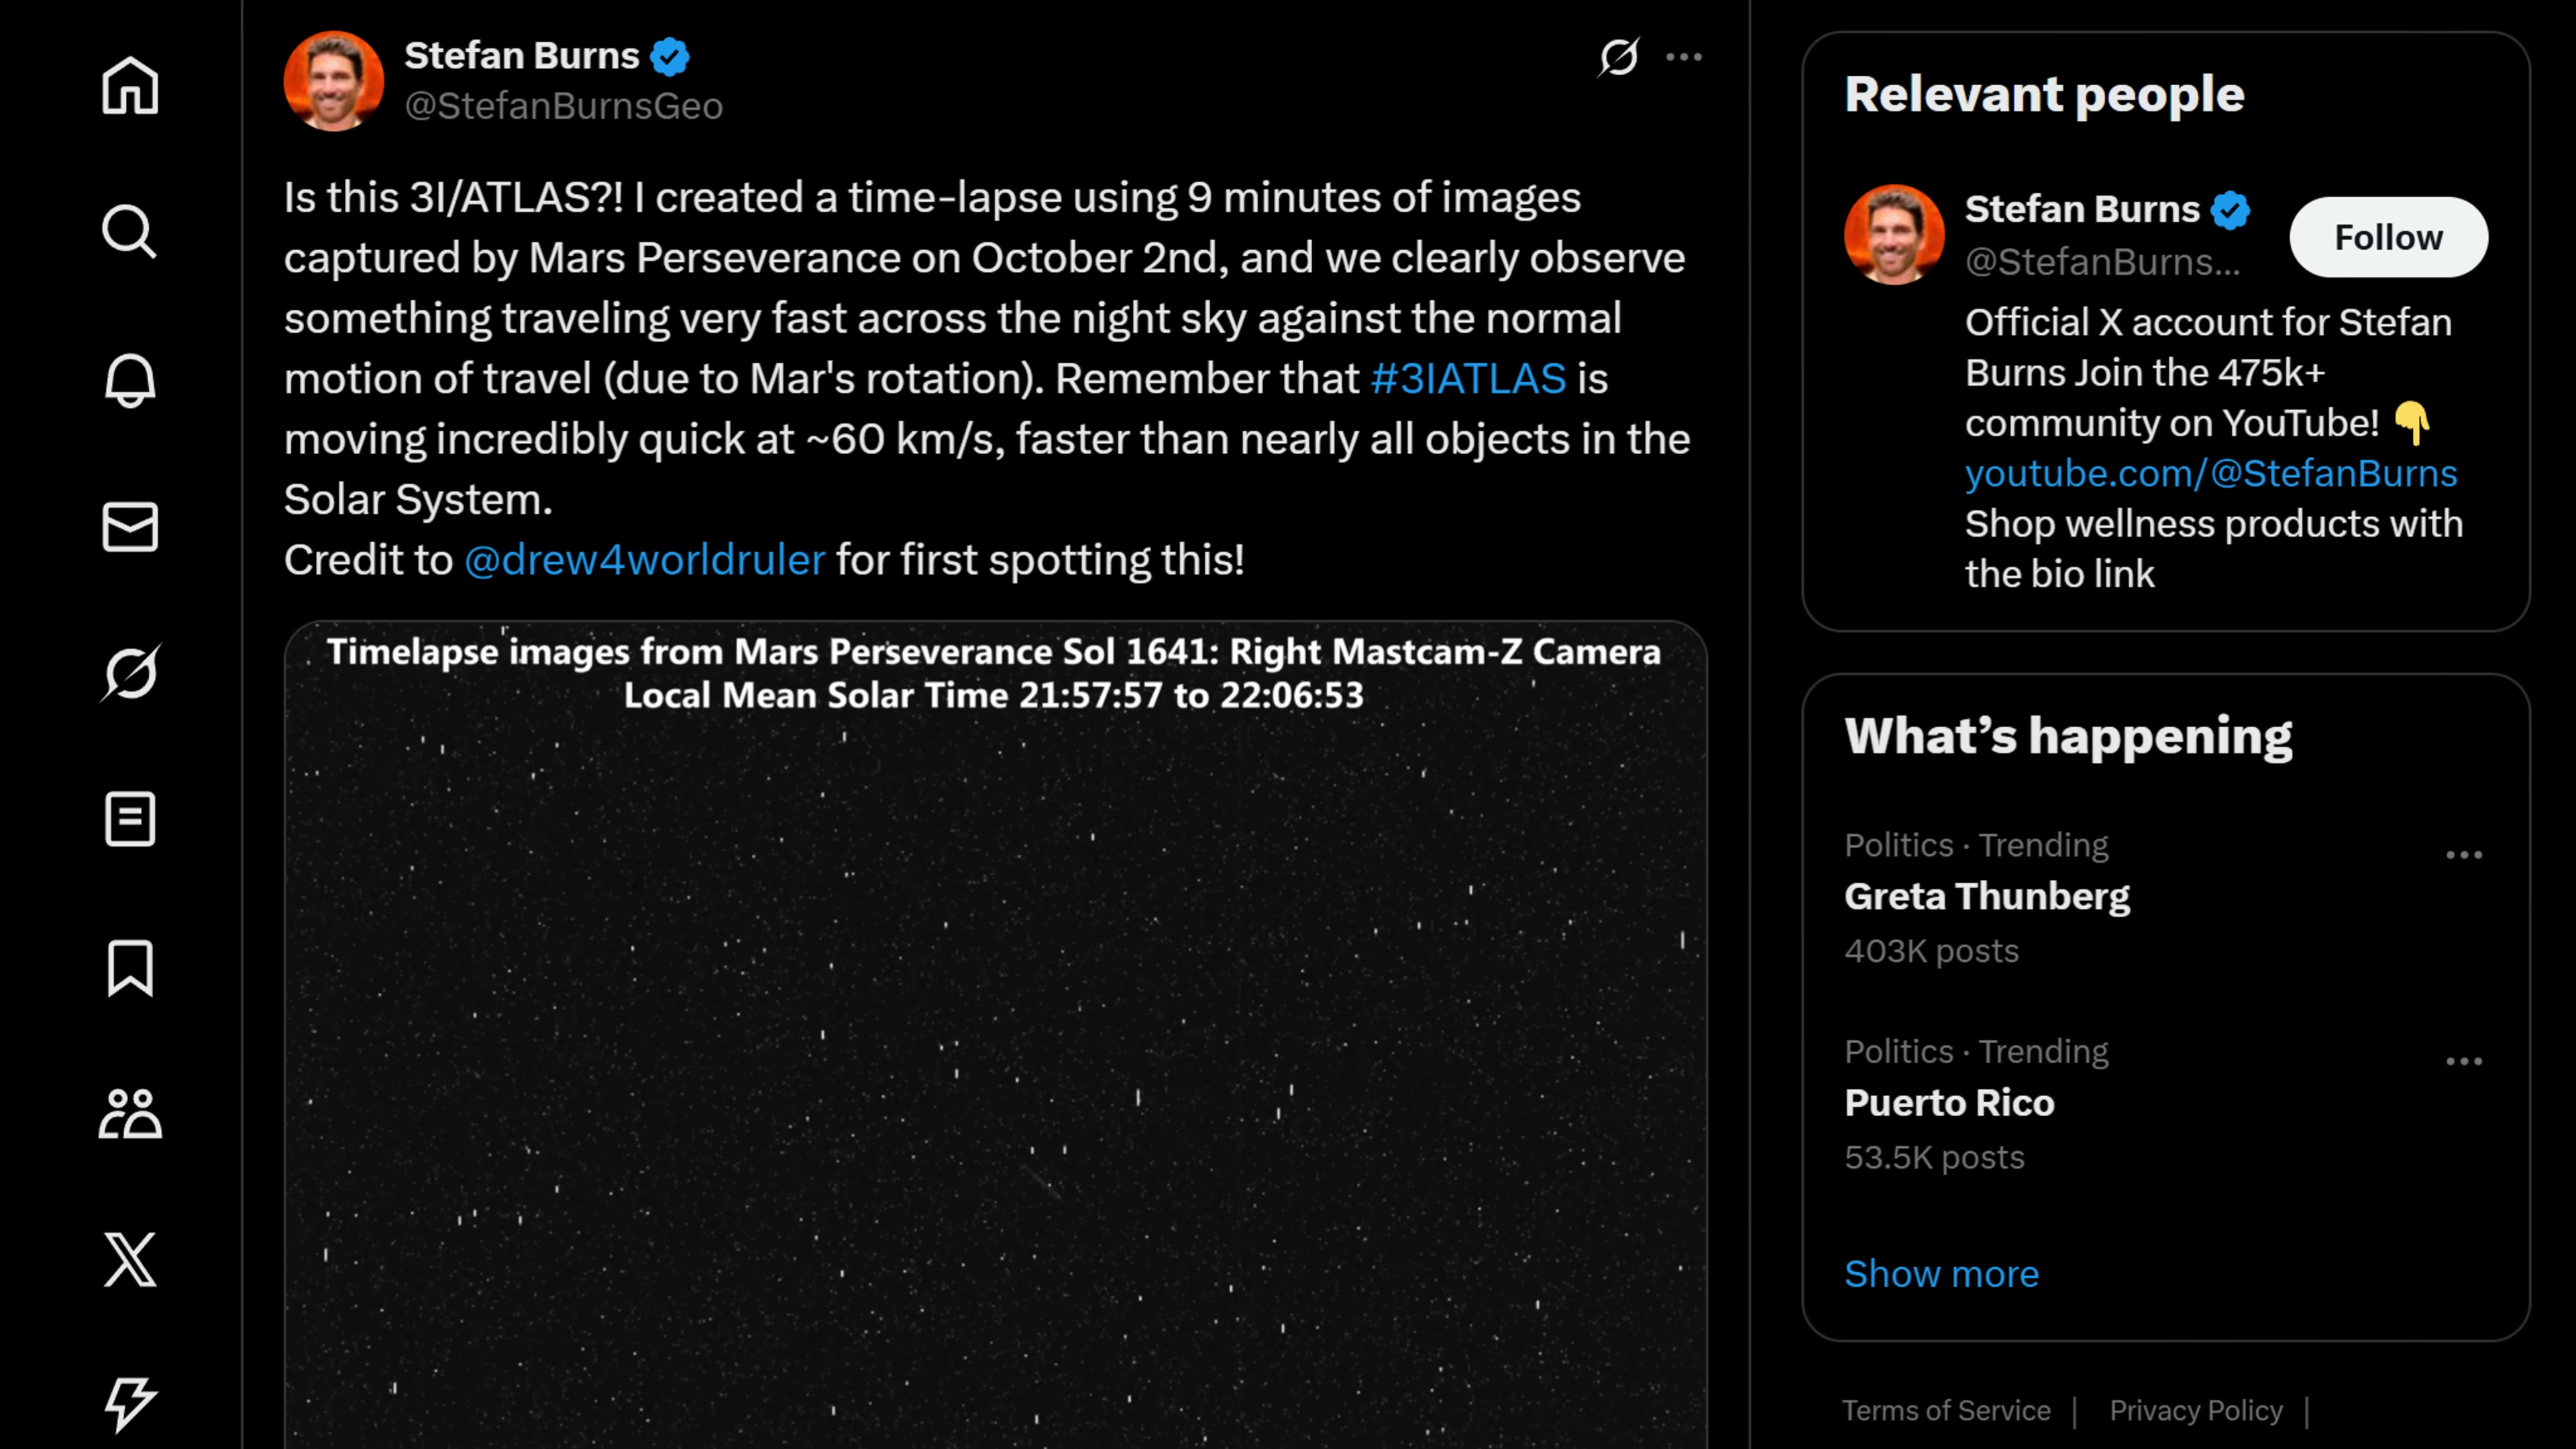 Stefan Burns
@StefanBurnsGeo
Is this 3I/ATLAS?! I created a time-lapse using 9 minutes of images
captured by Mars Perseverance on October 2nd, and we clearly observe
something traveling very fast across the night sky against the normal
motion of travel (due to Mar's rotation). Remember that #3IATLAS is
moving incredibly quick at ~60 km/s, faster than nearly all objects in the
Solar System.
Credit to @drew4worldruler for first spotting this!
Timelapse images from Mars Perseverance Sol 1641: Right Mastcam-Z Camera
Local Mean Solar Time 21:57:57 to 22:06:53
Relevant people
Stefan Burns
@StefanBurns...
Follow
Official X account for Stefan
Burns Join the 475k+
community on YouTube! 👇
youtube.com/@StefanBurns
Shop wellness products with
the bio link
What's happening
Politics · Trending
Greta Thunberg
403K posts
Politics · Trending
Puerto Rico
53.5K posts
Show more
Terms of Service | Privacy Policy |